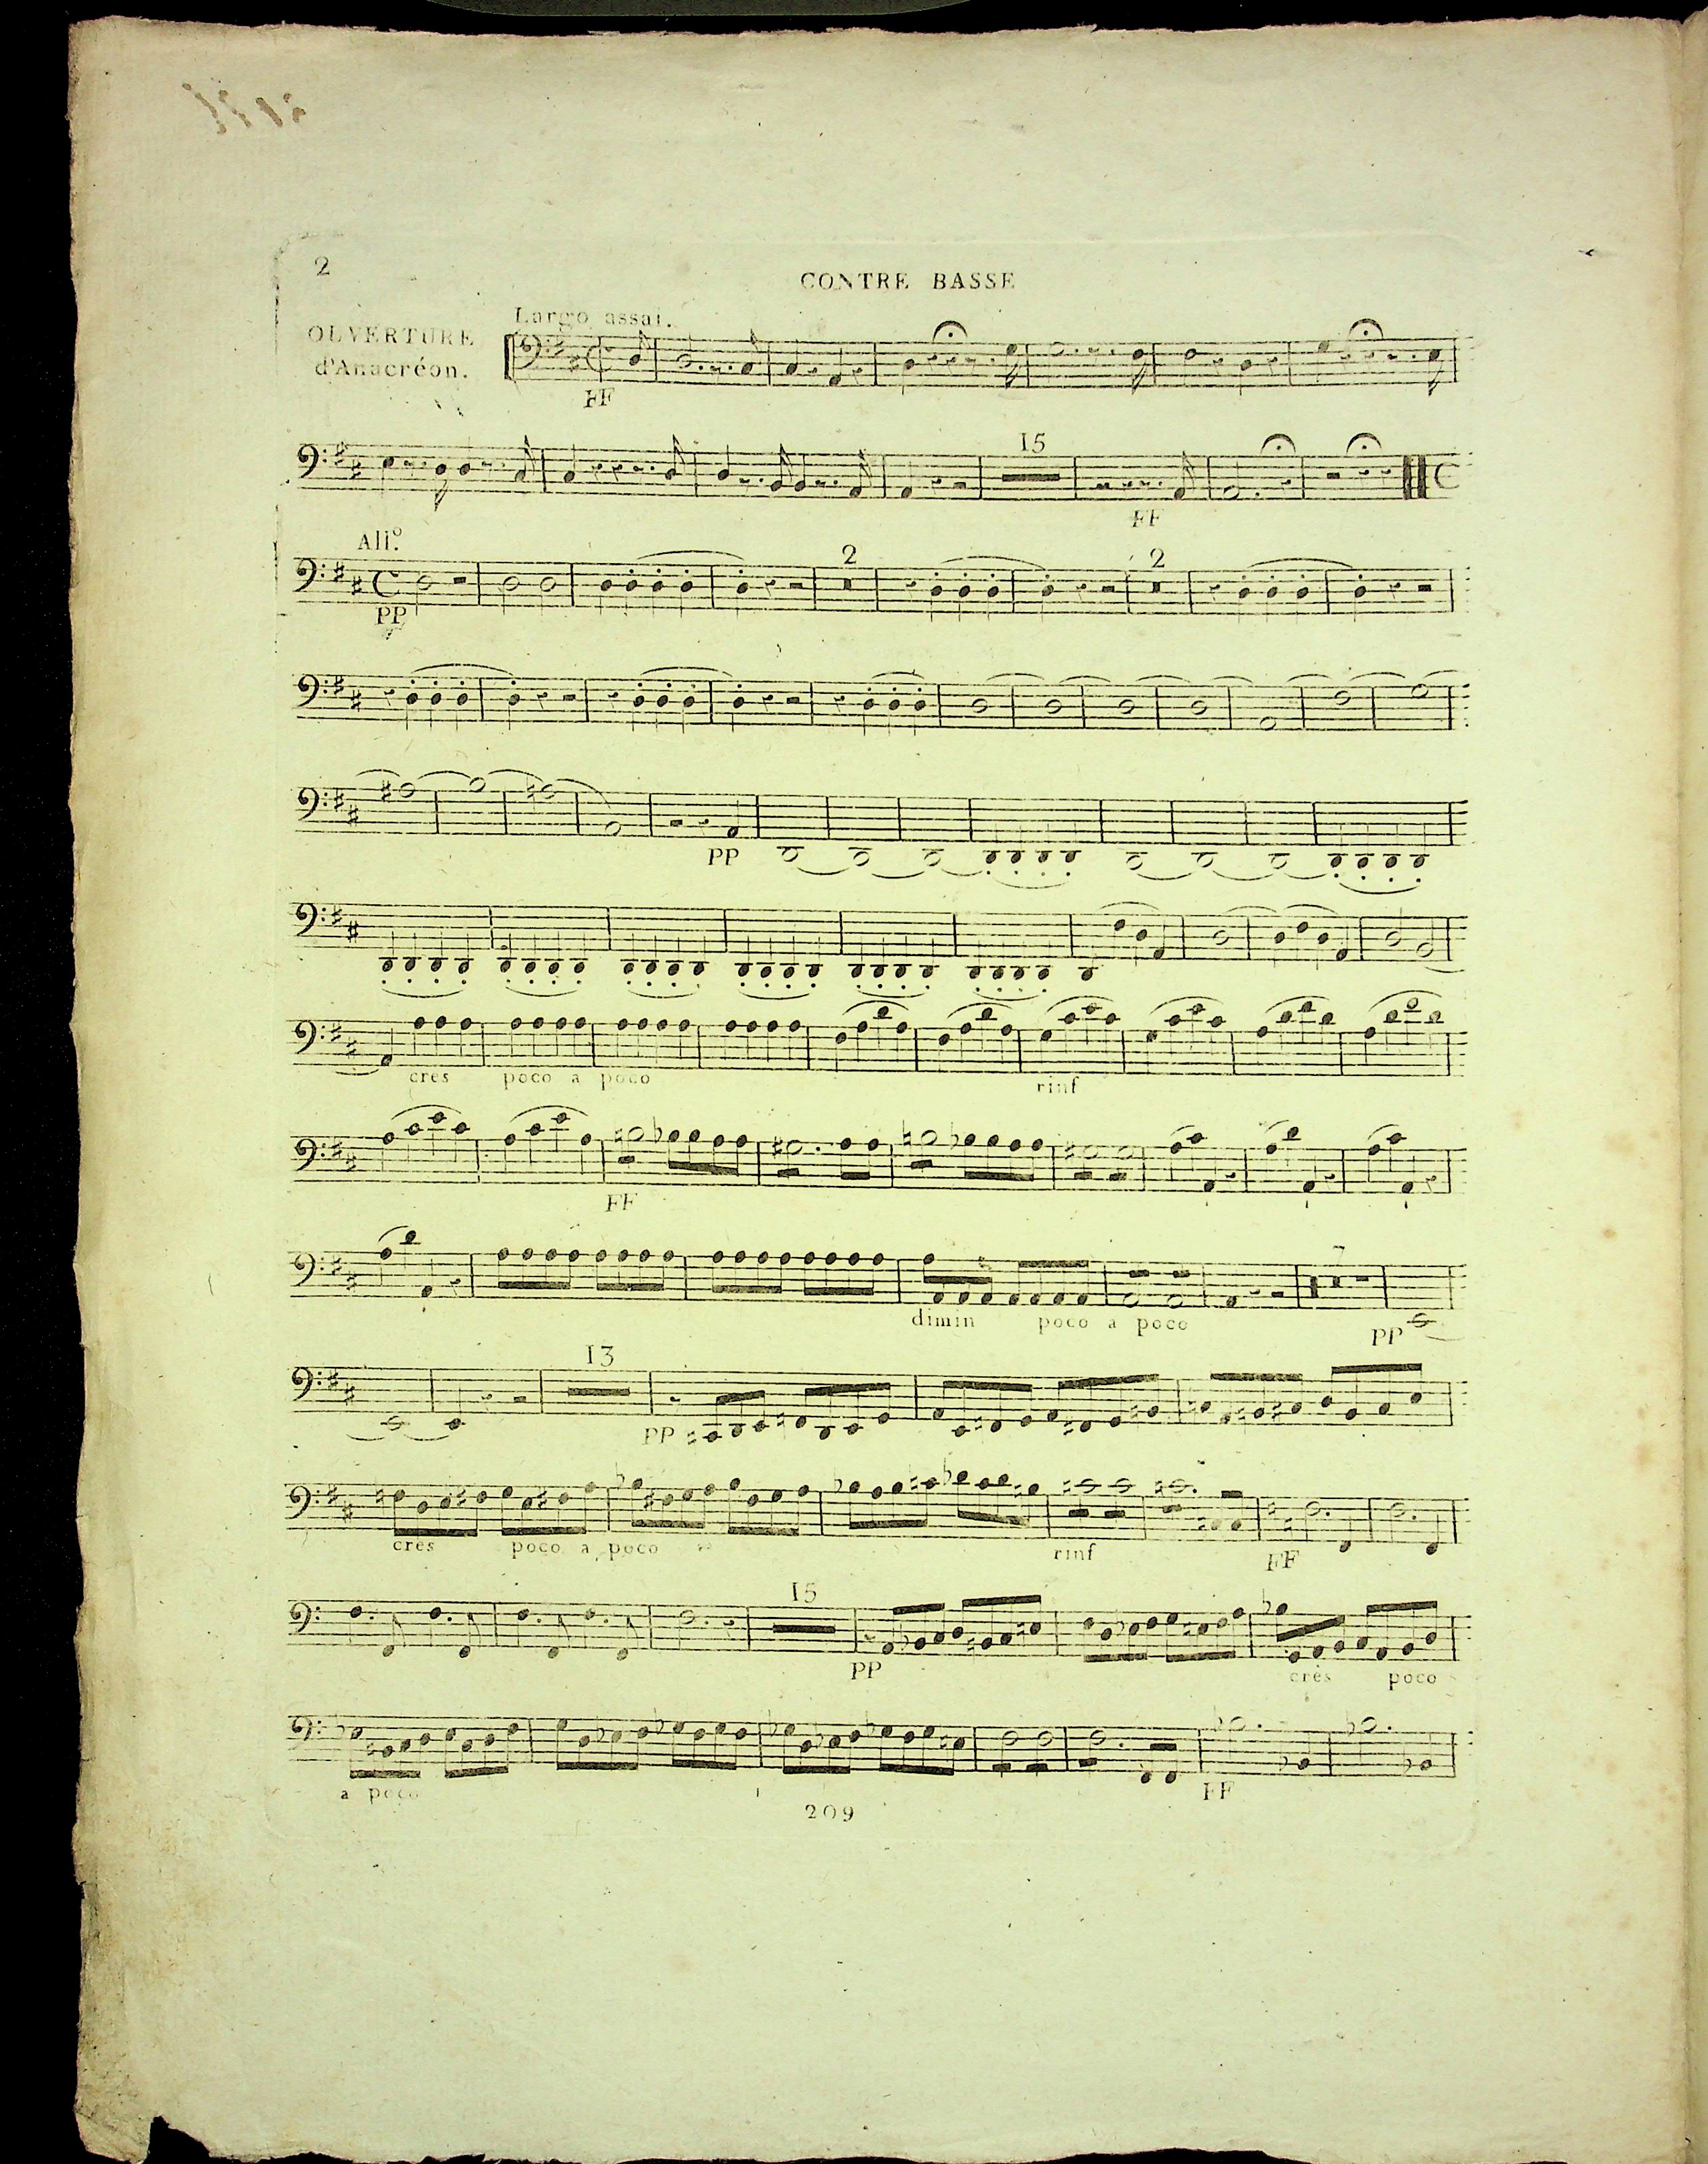 2
CONTRE BASSE
OUVERTURE
d'Anacréon.
Largo assai.
FF
15
FF
All?
PP
2
2
PP
cres poco a poco
rinf
FF
dimin poco a poco
7
PP
13
PP
cres poco a poco
rinf
FF
15
PP
cres poco
a poco
FF
209